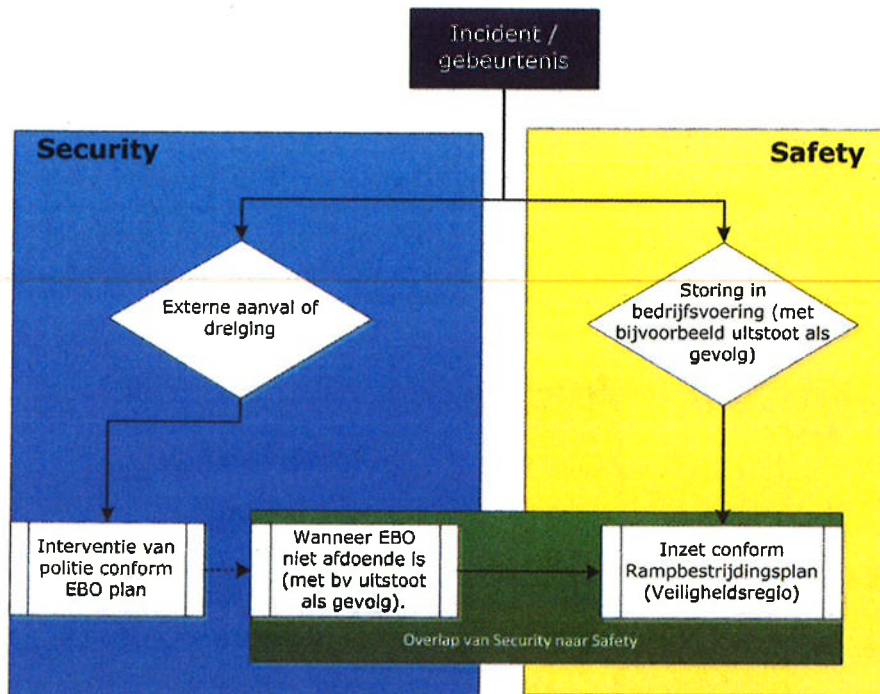 Incident /
gebeurtenis
Security
Safety
Externe aanval of
dreiging
Storing in
bedrijfsvoering (met
bijvoorbeeld uitstoot als
gevolg)
Interventie van
politie conform
EBO plan
Wanneer EBO
niet afdoende is
(met bv uitstoot
als gevolg).
Inzet conform
Rampbestrijdingsplan
(Veiligheidsregio)
Overlap van Security naar Safety